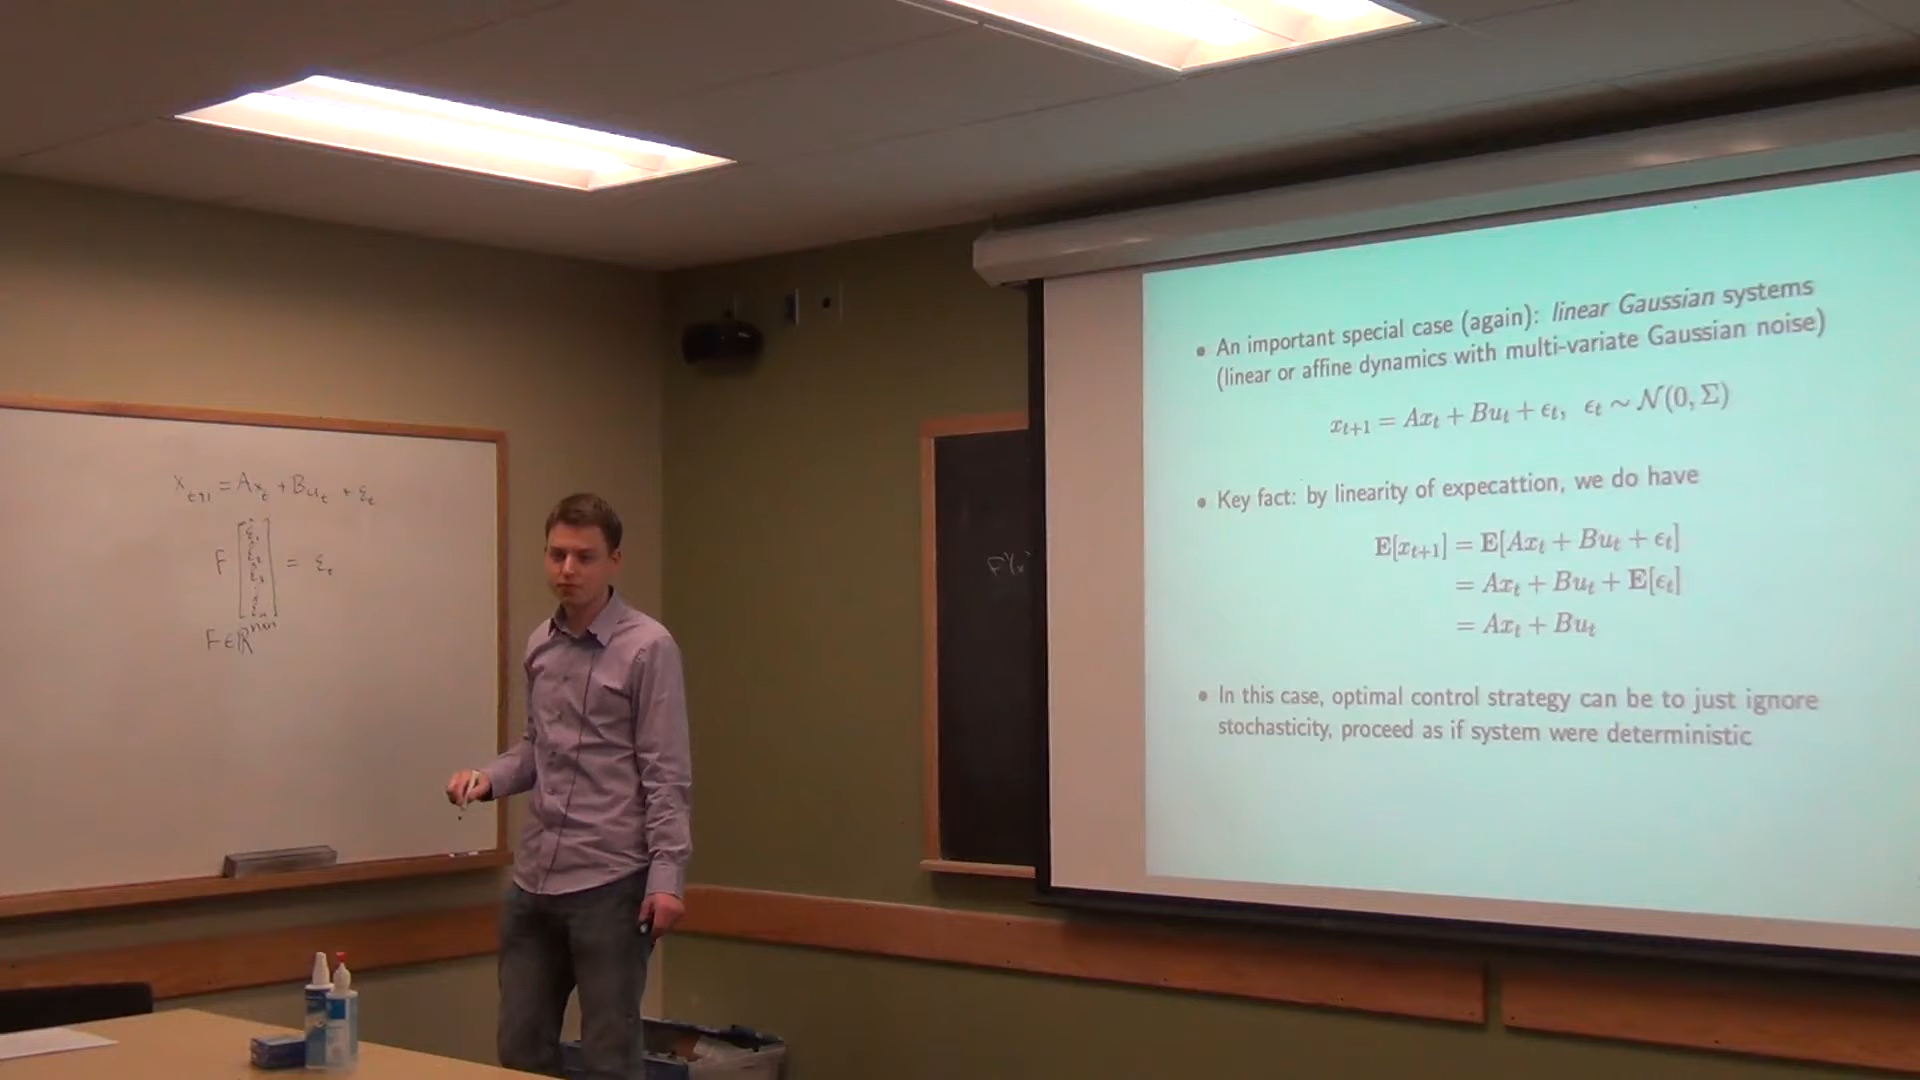 x_{t+1} = Ax_t + Bu_t + ε_t
F = ε_t
F ∈ ℝ^{n×n}
• An important special case (again): linear Gaussian systems
(linear or affine dynamics with multi-variate Gaussian noise)
x_{t+1} = Ax_t + Bu_t + ϵ_t, ϵ_t ∼ 𝒩(0, Σ)
• Key fact: by linearity of expecattion, we do have
E[x_{t+1}] = E[Ax_t + Bu_t + ϵ_t]
= Ax_t + Bu_t + E[ϵ_t]
= Ax_t + Bu_t
• In this case, optimal control strategy can be to just ignore
stochasticity, proceed as if system were deterministic